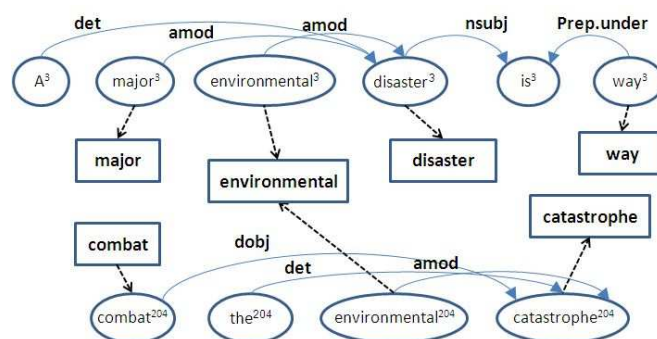 det amod amod nsubj Prep.under
A³ major³ environmental³ disaster³ is³ way³
major disaster way
environmental
catastrophe
combat
dobj det amod
combat²⁰⁴ the²⁰⁴ environmental²⁰⁴ catastrophe²⁰⁴